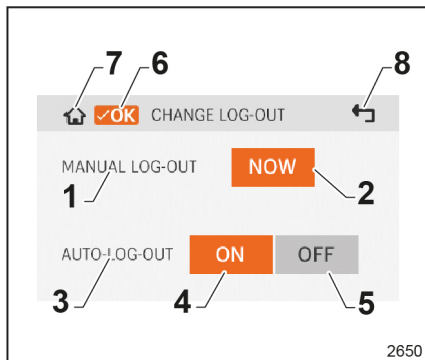 7 6 8
✓OK CHANGE LOG-OUT
MANUAL LOG-OUT NOW
1 2
AUTO-LOG-OUT ON OFF
3 4 5
2650